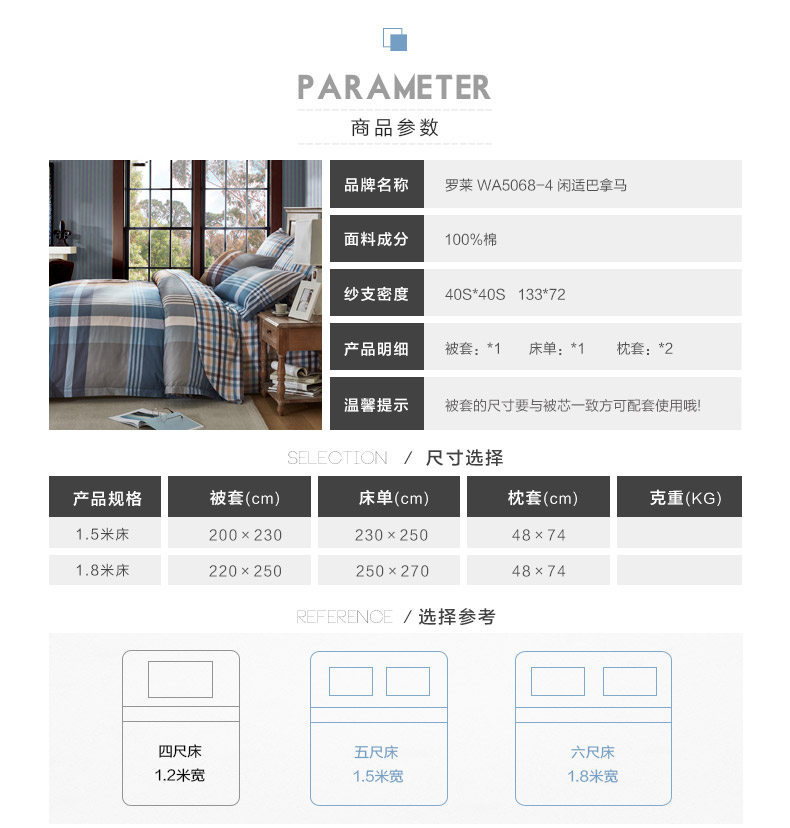 PARAMETER
商品参数
品牌名称 罗莱 WA5068-4 闲适巴拿马
面料成分 100%棉
纱支密度 40S*40S 133*72
产品明细 被套：*1 床单：*1 枕套：*2
温馨提示 被套的尺寸要与被芯一致方可配套使用哦!
SELECTION / 尺寸选择
产品规格 被套(cm) 床单(cm) 枕套(cm) 克重(KG)
1.5米床 200×230 230×250 48×74
1.8米床 220×250 250×270 48×74
REFERENCE / 选择参考
四尺床 五尺床 六尺床
1.2米宽 1.5米宽 1.8米宽